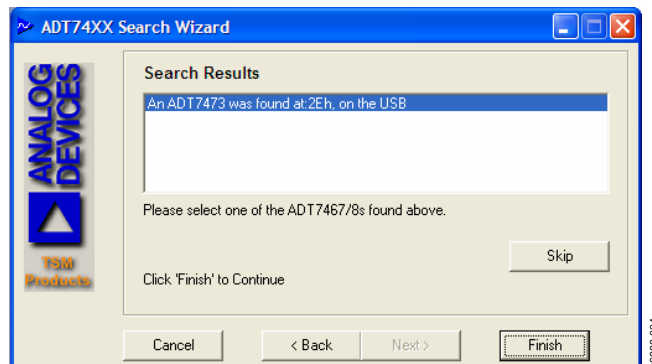 ADT74XX Search Wizard
ANALOG
DEVICES
TSM
Products
Search Results
An ADT7473 was found at:2Eh, on the USB
Please select one of the ADT7467/8s found above.
Skip
Click 'Finish' to Continue
Cancel
< Back
Next >
Finish